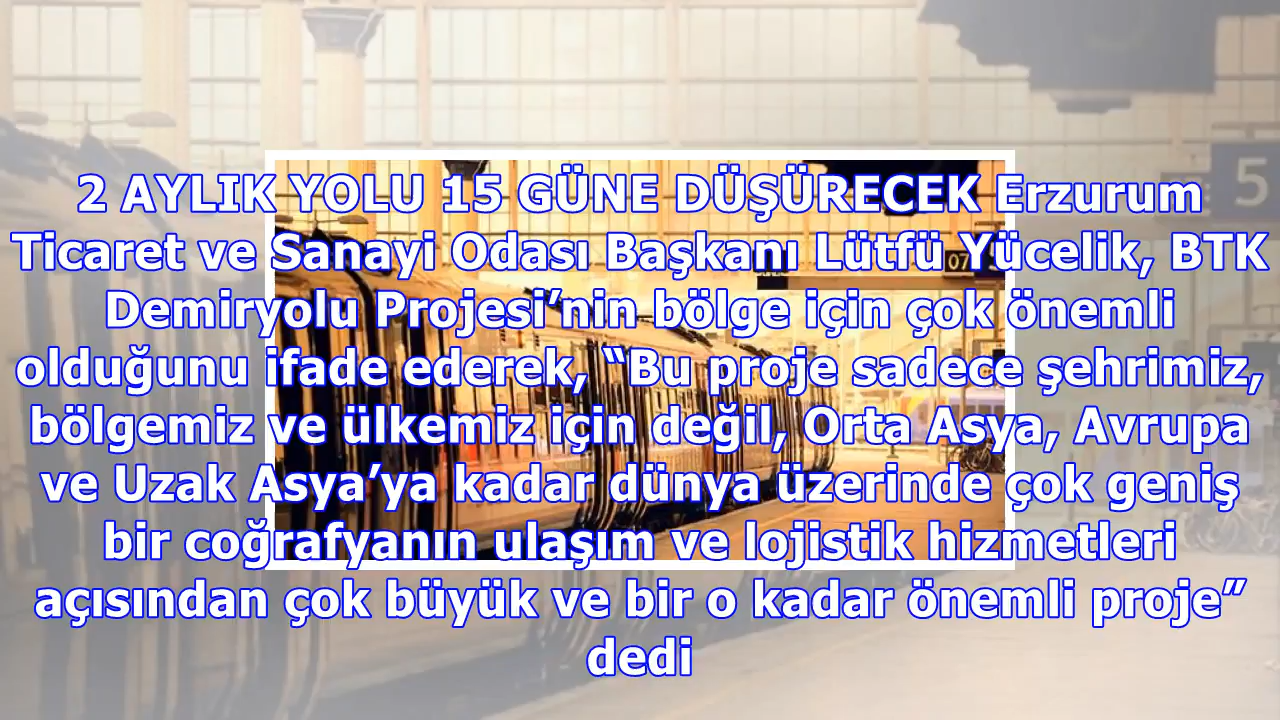 2 AYLIK YOLU 15 GÜNE DÜŞÜRECEK Erzurum
Ticaret ve Sanayi Odası Başkanı Lütfü Yücelik, BTK
Demiryolu Projesi’nin bölge için çok önemli
olduğunu ifade ederek, “Bu proje sadece şehrimiz,
bölgemiz ve ülkemiz için değil, Orta Asya, Avrupa
ve Uzak Asya’ya kadar dünya üzerinde çok geniş
bir coğrafyanın ulaşım ve lojistik hizmetleri
açısından çok büyük ve bir o kadar önemli proje”
dedi
07
5